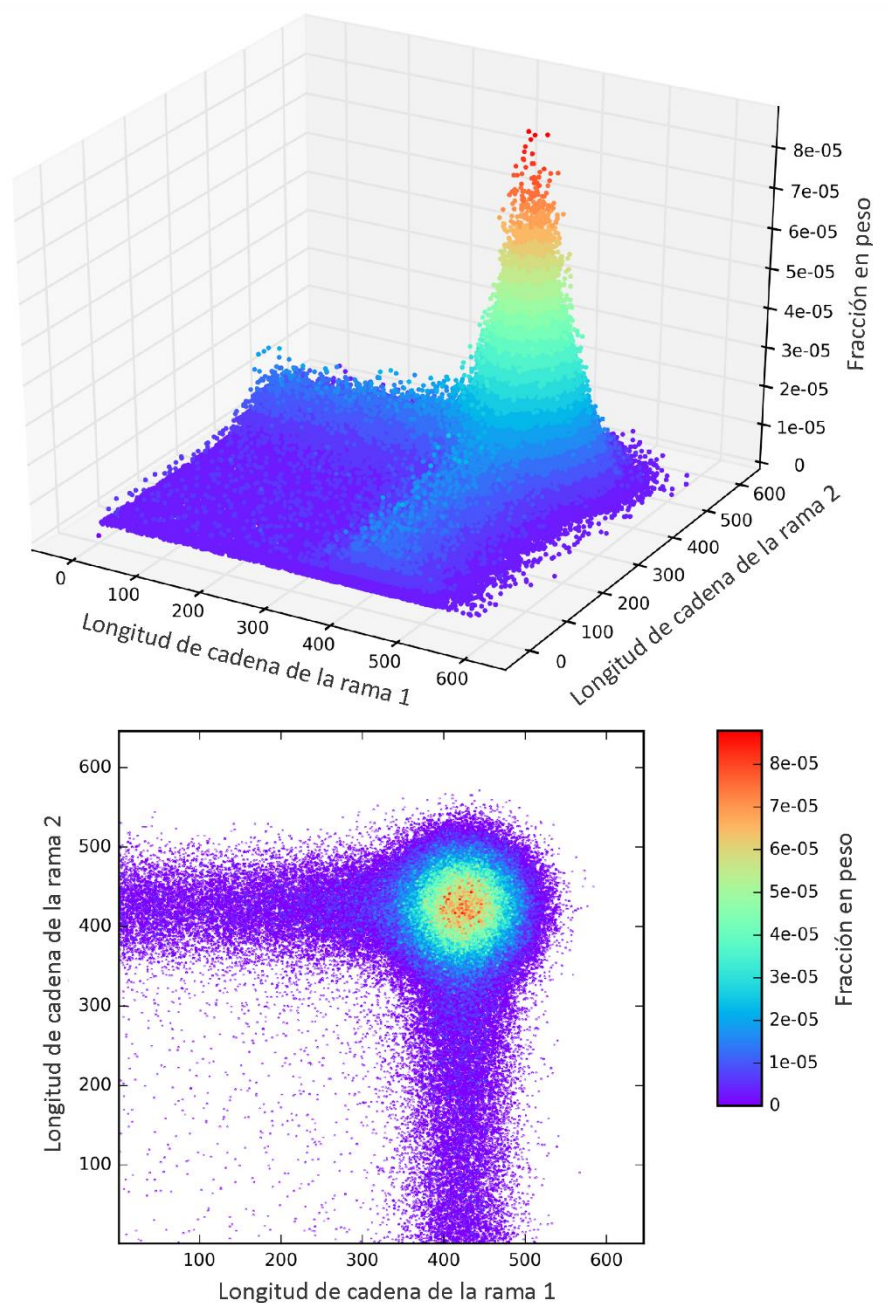 8e-05
7e-05
6e-05
5e-05
4e-05
3e-05
2e-05
1e-05
0
Fracción en peso
0
100
200
300
400
500
600
Longitud de cadena de la rama 1
0
100
200
300
400
500
600
Longitud de cadena de la rama 2
600
500
400
300
200
100
Longitud de cadena de la rama 2
100
200
300
400
500
600
Longitud de cadena de la rama 1
8e-05
7e-05
6e-05
5e-05
4e-05
3e-05
2e-05
1e-05
0
Fracción en peso